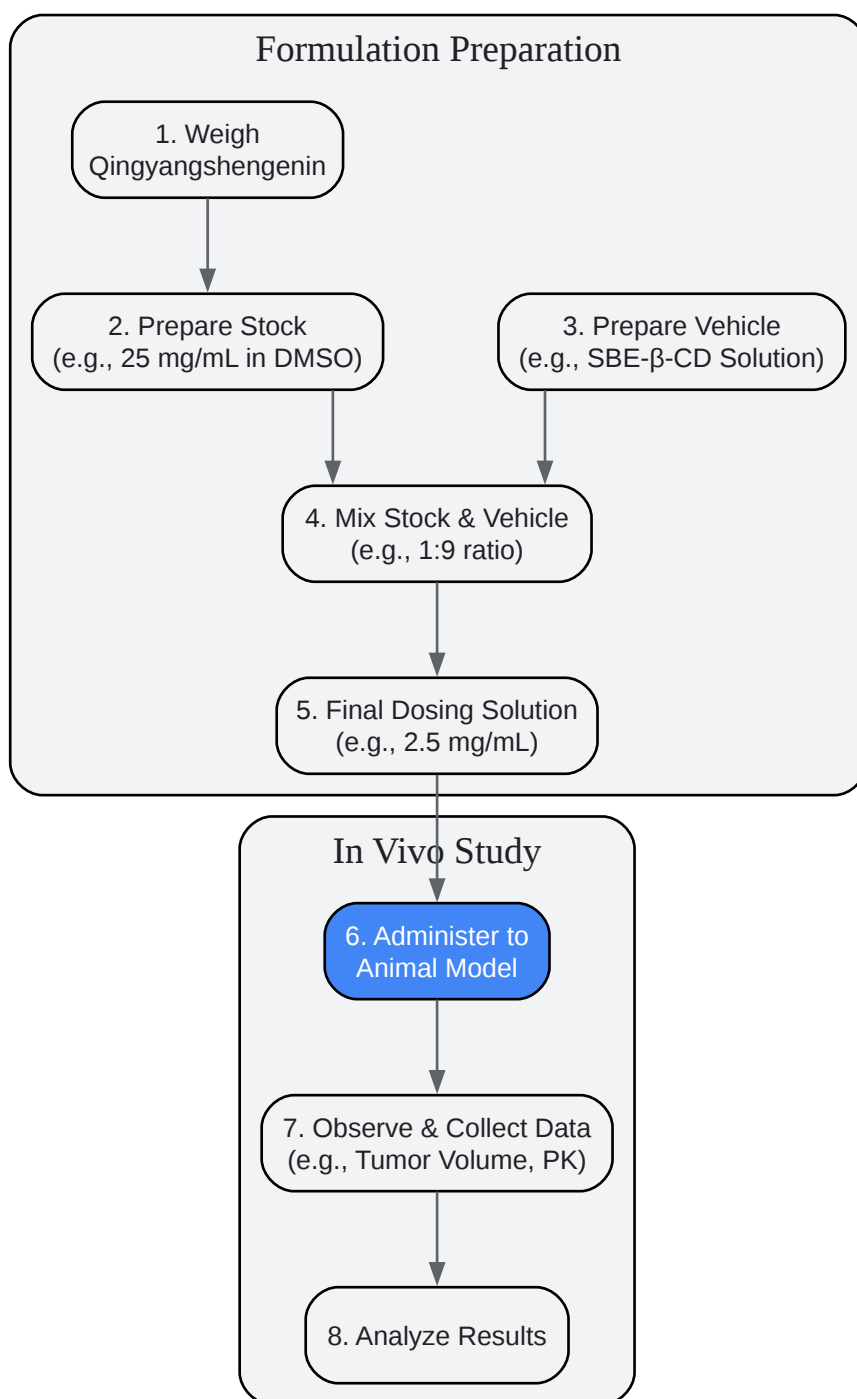 Formulation Preparation
1. Weigh
Qingyangshengenin
2. Prepare Stock
(e.g., 25 mg/mL in DMSO)
3. Prepare Vehicle
(e.g., SBE-β-CD Solution)
4. Mix Stock & Vehicle
(e.g., 1:9 ratio)
5. Final Dosing Solution
(e.g., 2.5 mg/mL)
In Vivo Study
6. Administer to
Animal Model
7. Observe & Collect Data
(e.g., Tumor Volume, PK)
8. Analyze Results